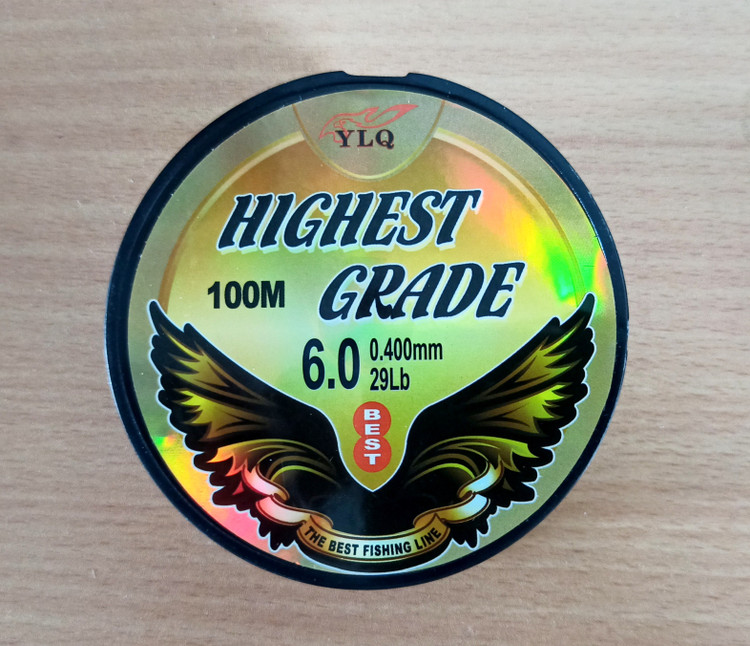 YLQ
HIGHEST
GRADE
100M
6.0
0.400mm
29Lb
BEST
THE BEST FISHING LINE